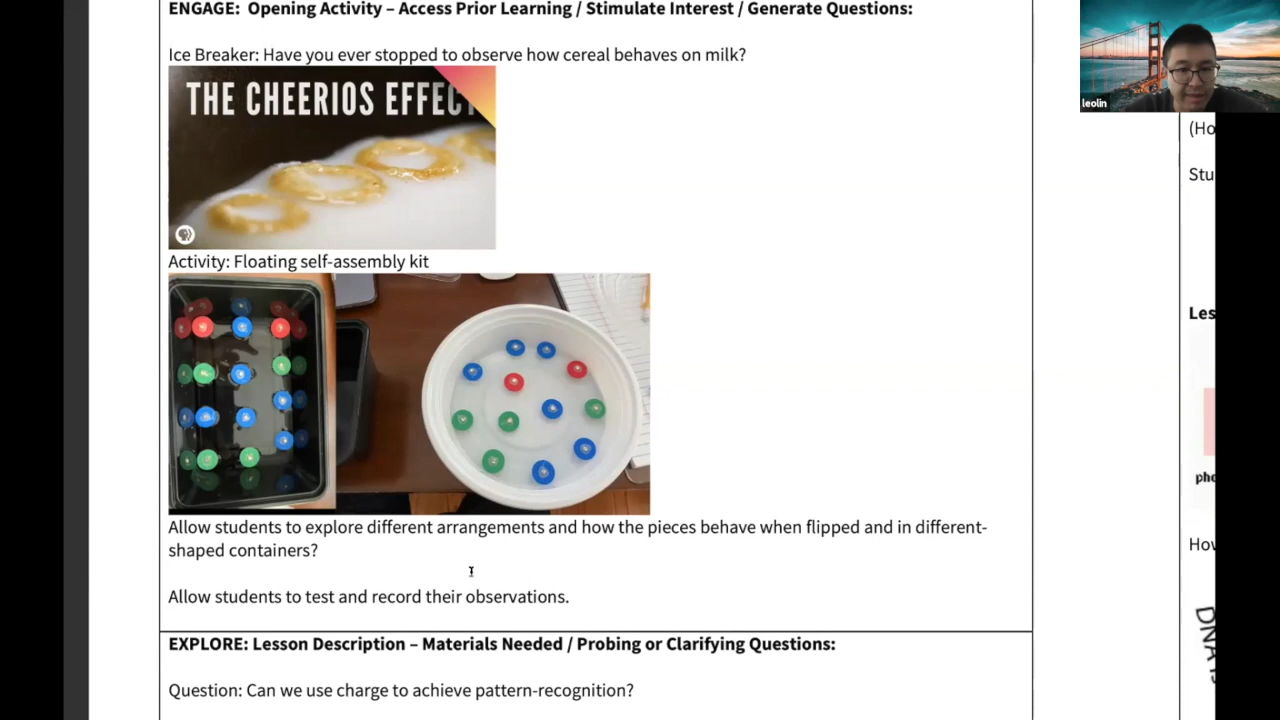 ENGAGE:  Opening Activity – Access Prior Learning / Stimulate Interest / Generate Questions:
Ice Breaker: Have you ever stopped to observe how cereal behaves on milk?
THE CHEERIOS EFFECT
Activity: Floating self-assembly kit
Allow students to explore different arrangements and how the pieces behave when flipped and in different-
shaped containers?
Allow students to test and record their observations.
EXPLORE: Lesson Description – Materials Needed / Probing or Clarifying Questions:
Question: Can we use charge to achieve pattern-recognition?
leolin
(Ho
Stu
Les
pho
How
DNA is